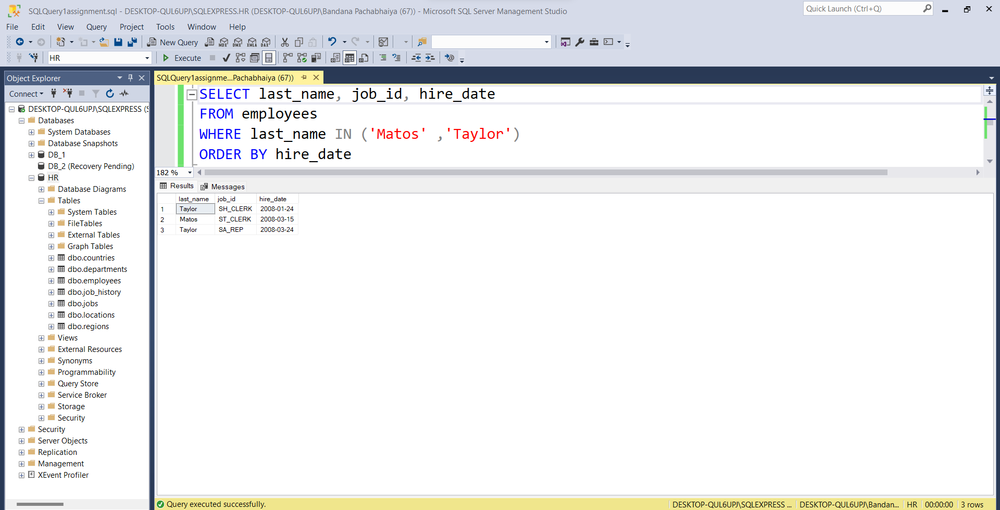 SQLQuery1assignment.sql - DESKTOP-QUL6UPJ\SQLEXPRESS.HR (DESKTOP-QUL6UPJ\Bandana Pachabhaiya (67)) - Microsoft SQL Server Management Studio
Quick Launch (Ctrl+Q)
File Edit View Query Project Tools Window Help
New Query MDX DMX XMLA DAX
HR Execute
Object Explorer
SQLQuery1assignme...Pachabhaiya (67))
Connect
DESKTOP-QUL6UPJ\SQLEXPRESS (S
Databases
System Databases
Database Snapshots
DB_1
DB_2 (Recovery Pending)
HR
Database Diagrams
Tables
System Tables
FileTables
External Tables
Graph Tables
dbo.countries
dbo.departments
dbo.employees
dbo.job_history
dbo.jobs
dbo.locations
dbo.regions
Views
External Resources
Synonyms
Programmability
Query Store
Service Broker
Storage
Security
Security
Server Objects
Replication
Management
XEvent Profiler
SELECT last_name, job_id, hire_date
FROM employees
WHERE last_name IN ('Matos' ,'Taylor')
ORDER BY hire_date
182 %
Results Messages
last_name job_id hire_date
1 Taylor SH_CLERK 2008-01-24
2 Matos ST_CLERK 2008-03-15
3 Taylor SA_REP 2008-03-24
Query executed successfully.
DESKTOP-QUL6UPJ\SQLEXPRESS ... DESKTOP-QUL6UPJ\Bandan... HR 00:00:00 3 rows